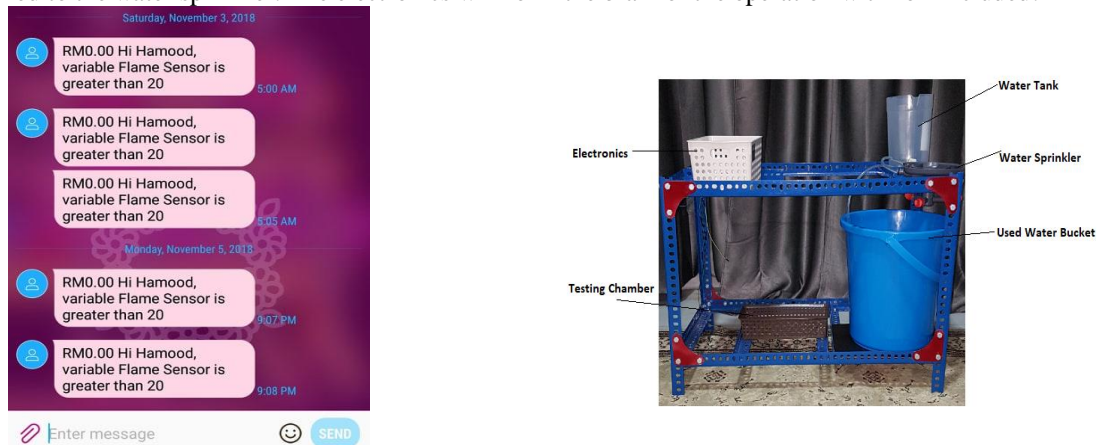 Saturday, November 3, 2018
RM0.00 Hi Hamood,
variable Flame Sensor is
greater than 20
5:00 AM
RM0.00 Hi Hamood,
variable Flame Sensor is
greater than 20
RM0.00 Hi Hamood,
variable Flame Sensor is
greater than 20
5:05 AM
Monday, November 5, 2018
RM0.00 Hi Hamood,
variable Flame Sensor is
greater than 20
9:07 PM
RM0.00 Hi Hamood,
variable Flame Sensor is
greater than 20
9:08 PM
Enter message
SEND
Water Tank
Electronics
Water Sprinkler
Used Water Bucket
Testing Chamber